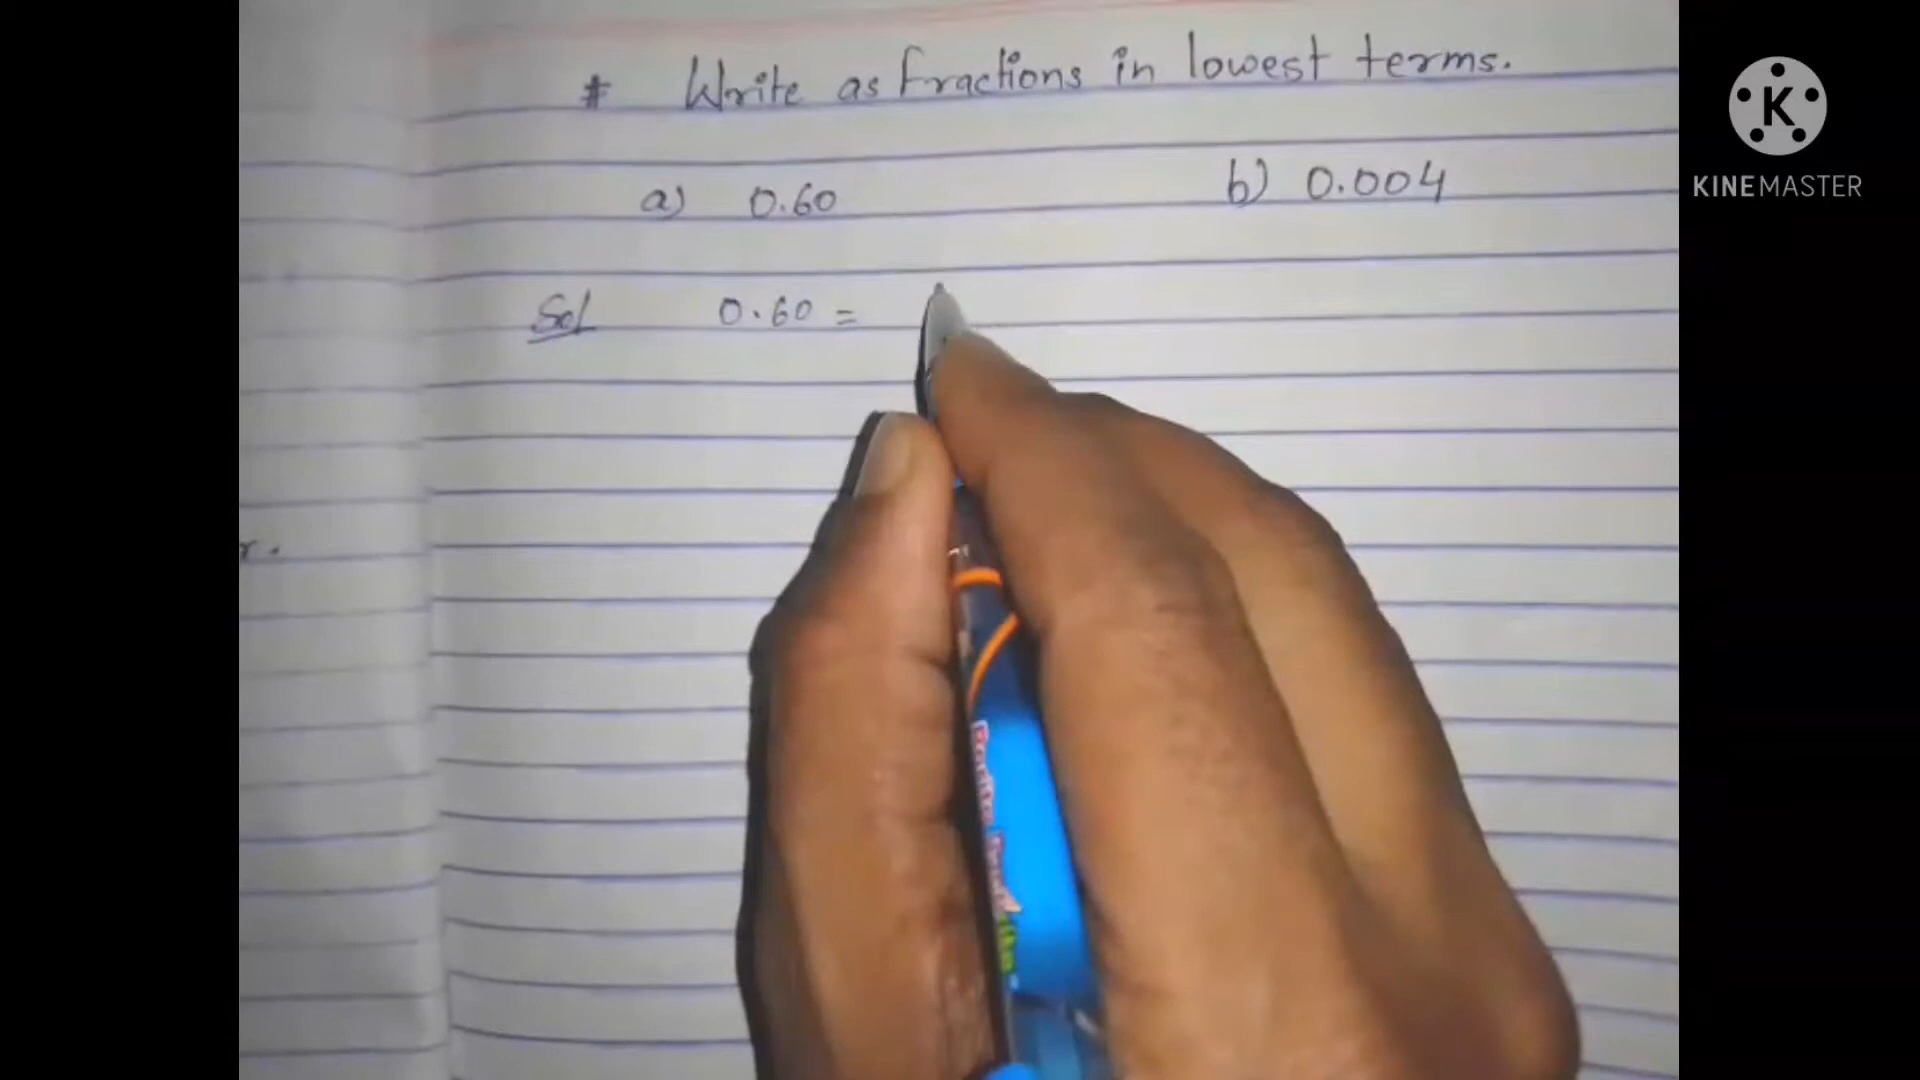 # Write as fractions in lowest terms.
a) 0.60 b) 0.004
Sol 0.60 =
r.
KINEMASTER